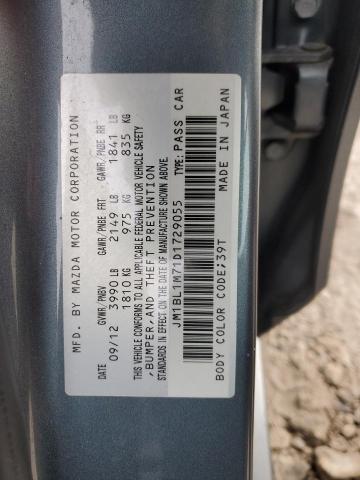 MFD. BY MAZDA MOTOR CORPORATION
DATE GVWR/PNBV GAWR/PNBE FRT GAWR/PNBE RR
09/12 3990 LB 2149 LB 1841 LB
1810 KG 975 KG 835 KG
THIS VEHICLE CONFORMS TO ALL APPLICABLE FEDERAL MOTOR VEHICLE SAFETY
,BUMPER,AND THEFT PREVENTION
STANDARDS IN EFFECT ON THE DATE OF MANUFACTURE SHOWN ABOVE.
JM1BL1M71D1729055 TYPE:PASS CAR
BODY COLOR CODE;39T MADE IN JAPAN